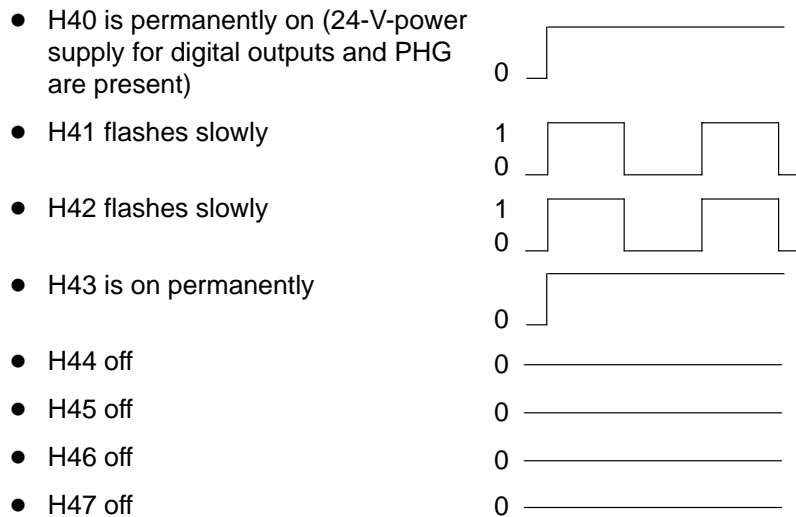 ● H40 is permanently on (24-V-power
supply for digital outputs and PHG
are present)
0
● H41 flashes slowly
1
0
● H42 flashes slowly
1
0
● H43 is on permanently
0
● H44 off
0
● H45 off
0
● H46 off
0
● H47 off
0